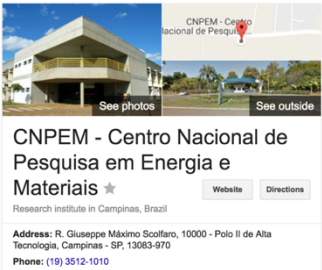 CNPEM - Centro
Nacional de Pesquisa
See photos
See outside
CNPEM - Centro Nacional de
Pesquisa em Energia e
Materiais
Website
Directions
Research institute in Campinas, Brazil
Address: R. Giuseppe Máximo Scolfaro, 10000 - Polo II de Alta
Tecnologia, Campinas - SP, 13083-970
Phone: (19) 3512-1010